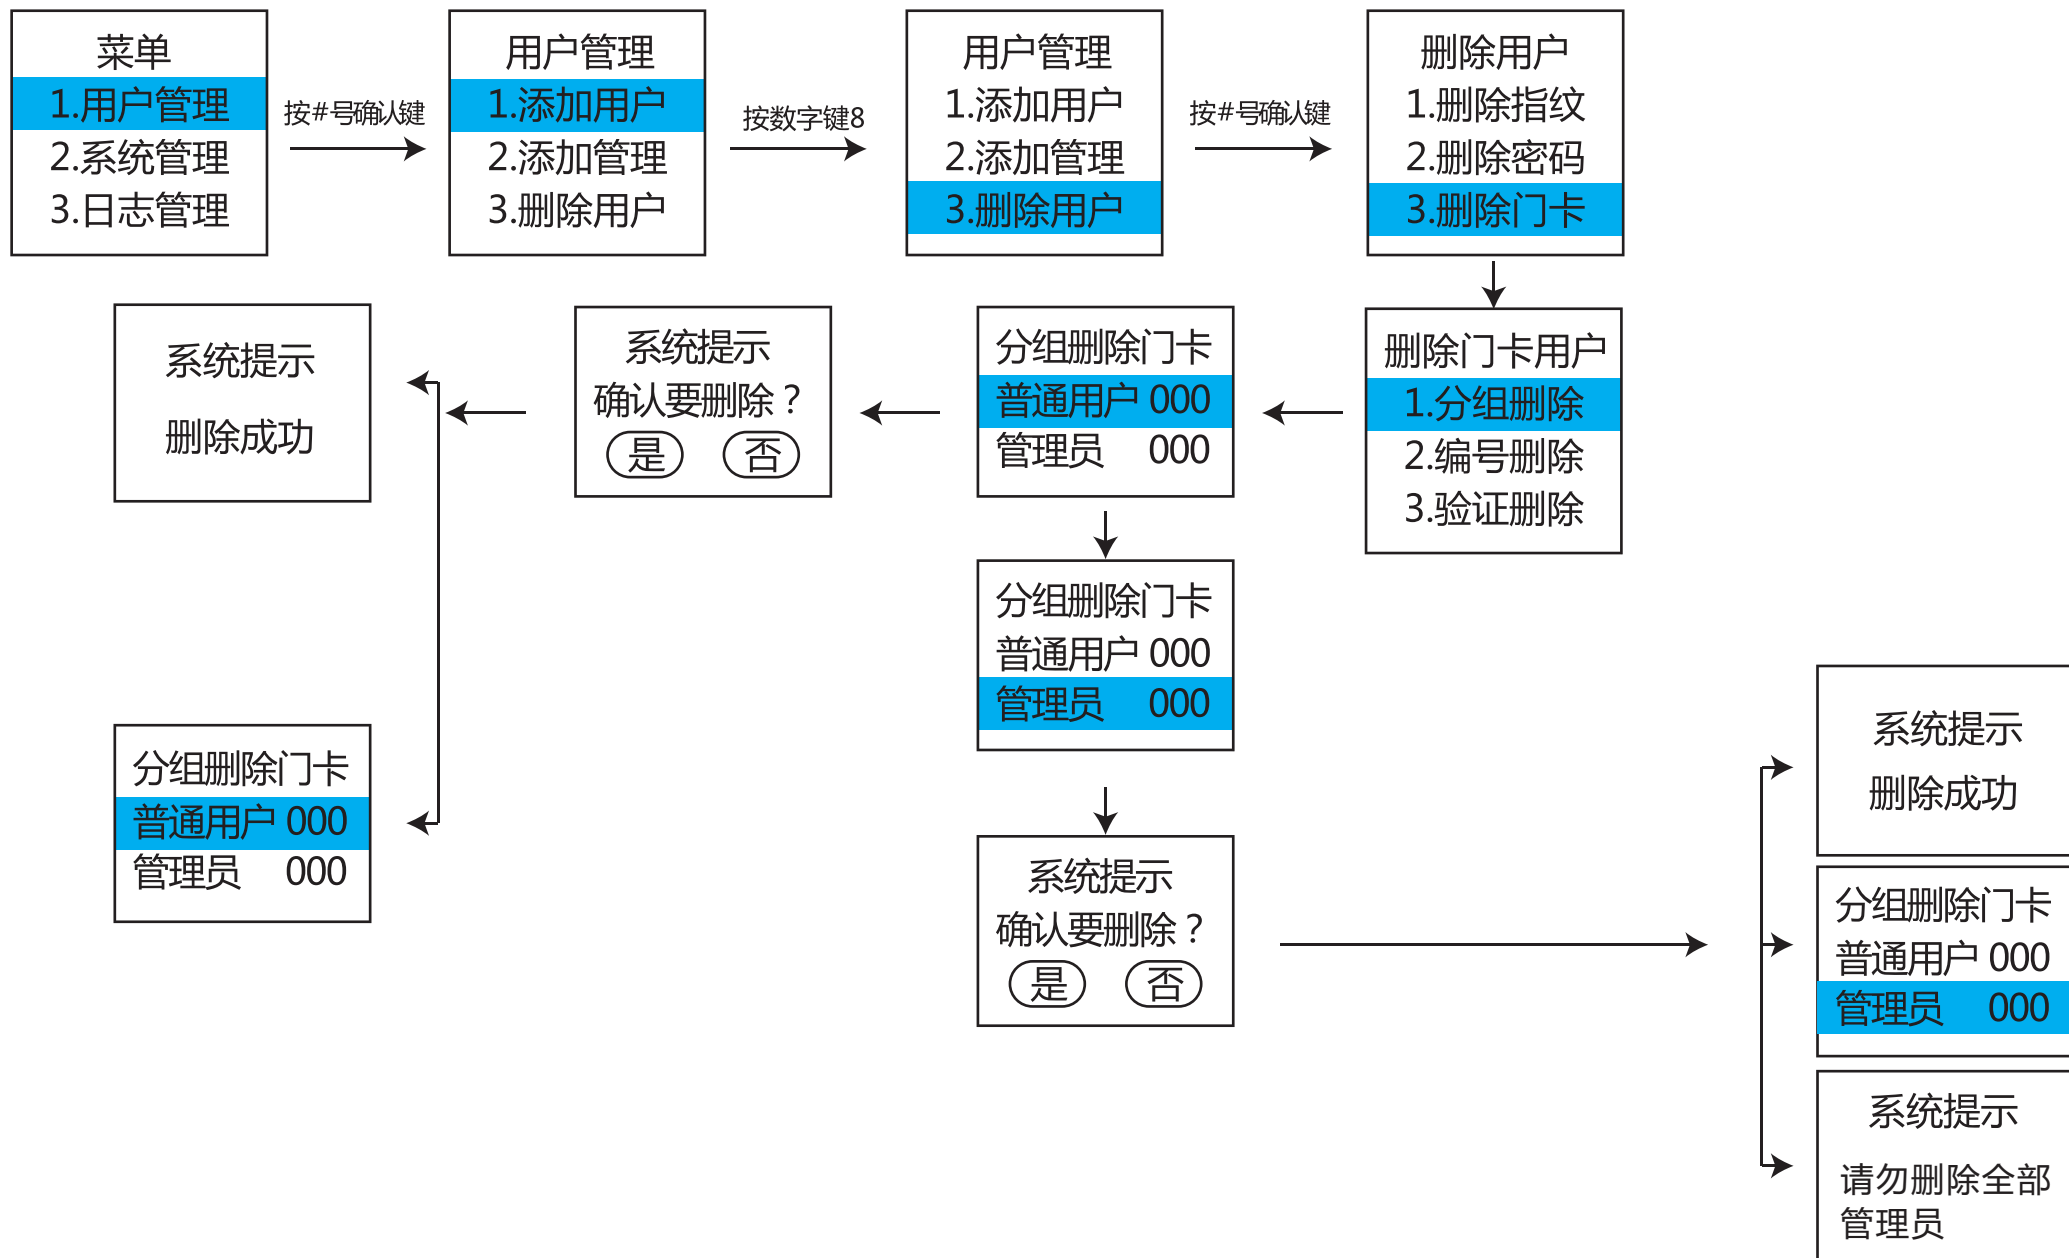 菜单
1.用户管理
2.系统管理
3.日志管理
按#号确认键
用户管理
1.添加用户
2.添加管理
3.删除用户
按数字键8
用户管理
1.添加用户
2.添加管理
3.删除用户
按#号确认键
删除用户
1.删除指纹
2.删除密码
3.删除门卡
删除门卡用户
1.分组删除
2.编号删除
3.验证删除
分组删除门卡
普通用户 000
管理员 000
系统提示
确认要删除？
是 否
系统提示
删除成功
分组删除门卡
普通用户 000
管理员 000
分组删除门卡
普通用户 000
管理员 000
系统提示
确认要删除？
是 否
系统提示
删除成功
分组删除门卡
普通用户 000
管理员 000
系统提示
请勿删除全部
管理员